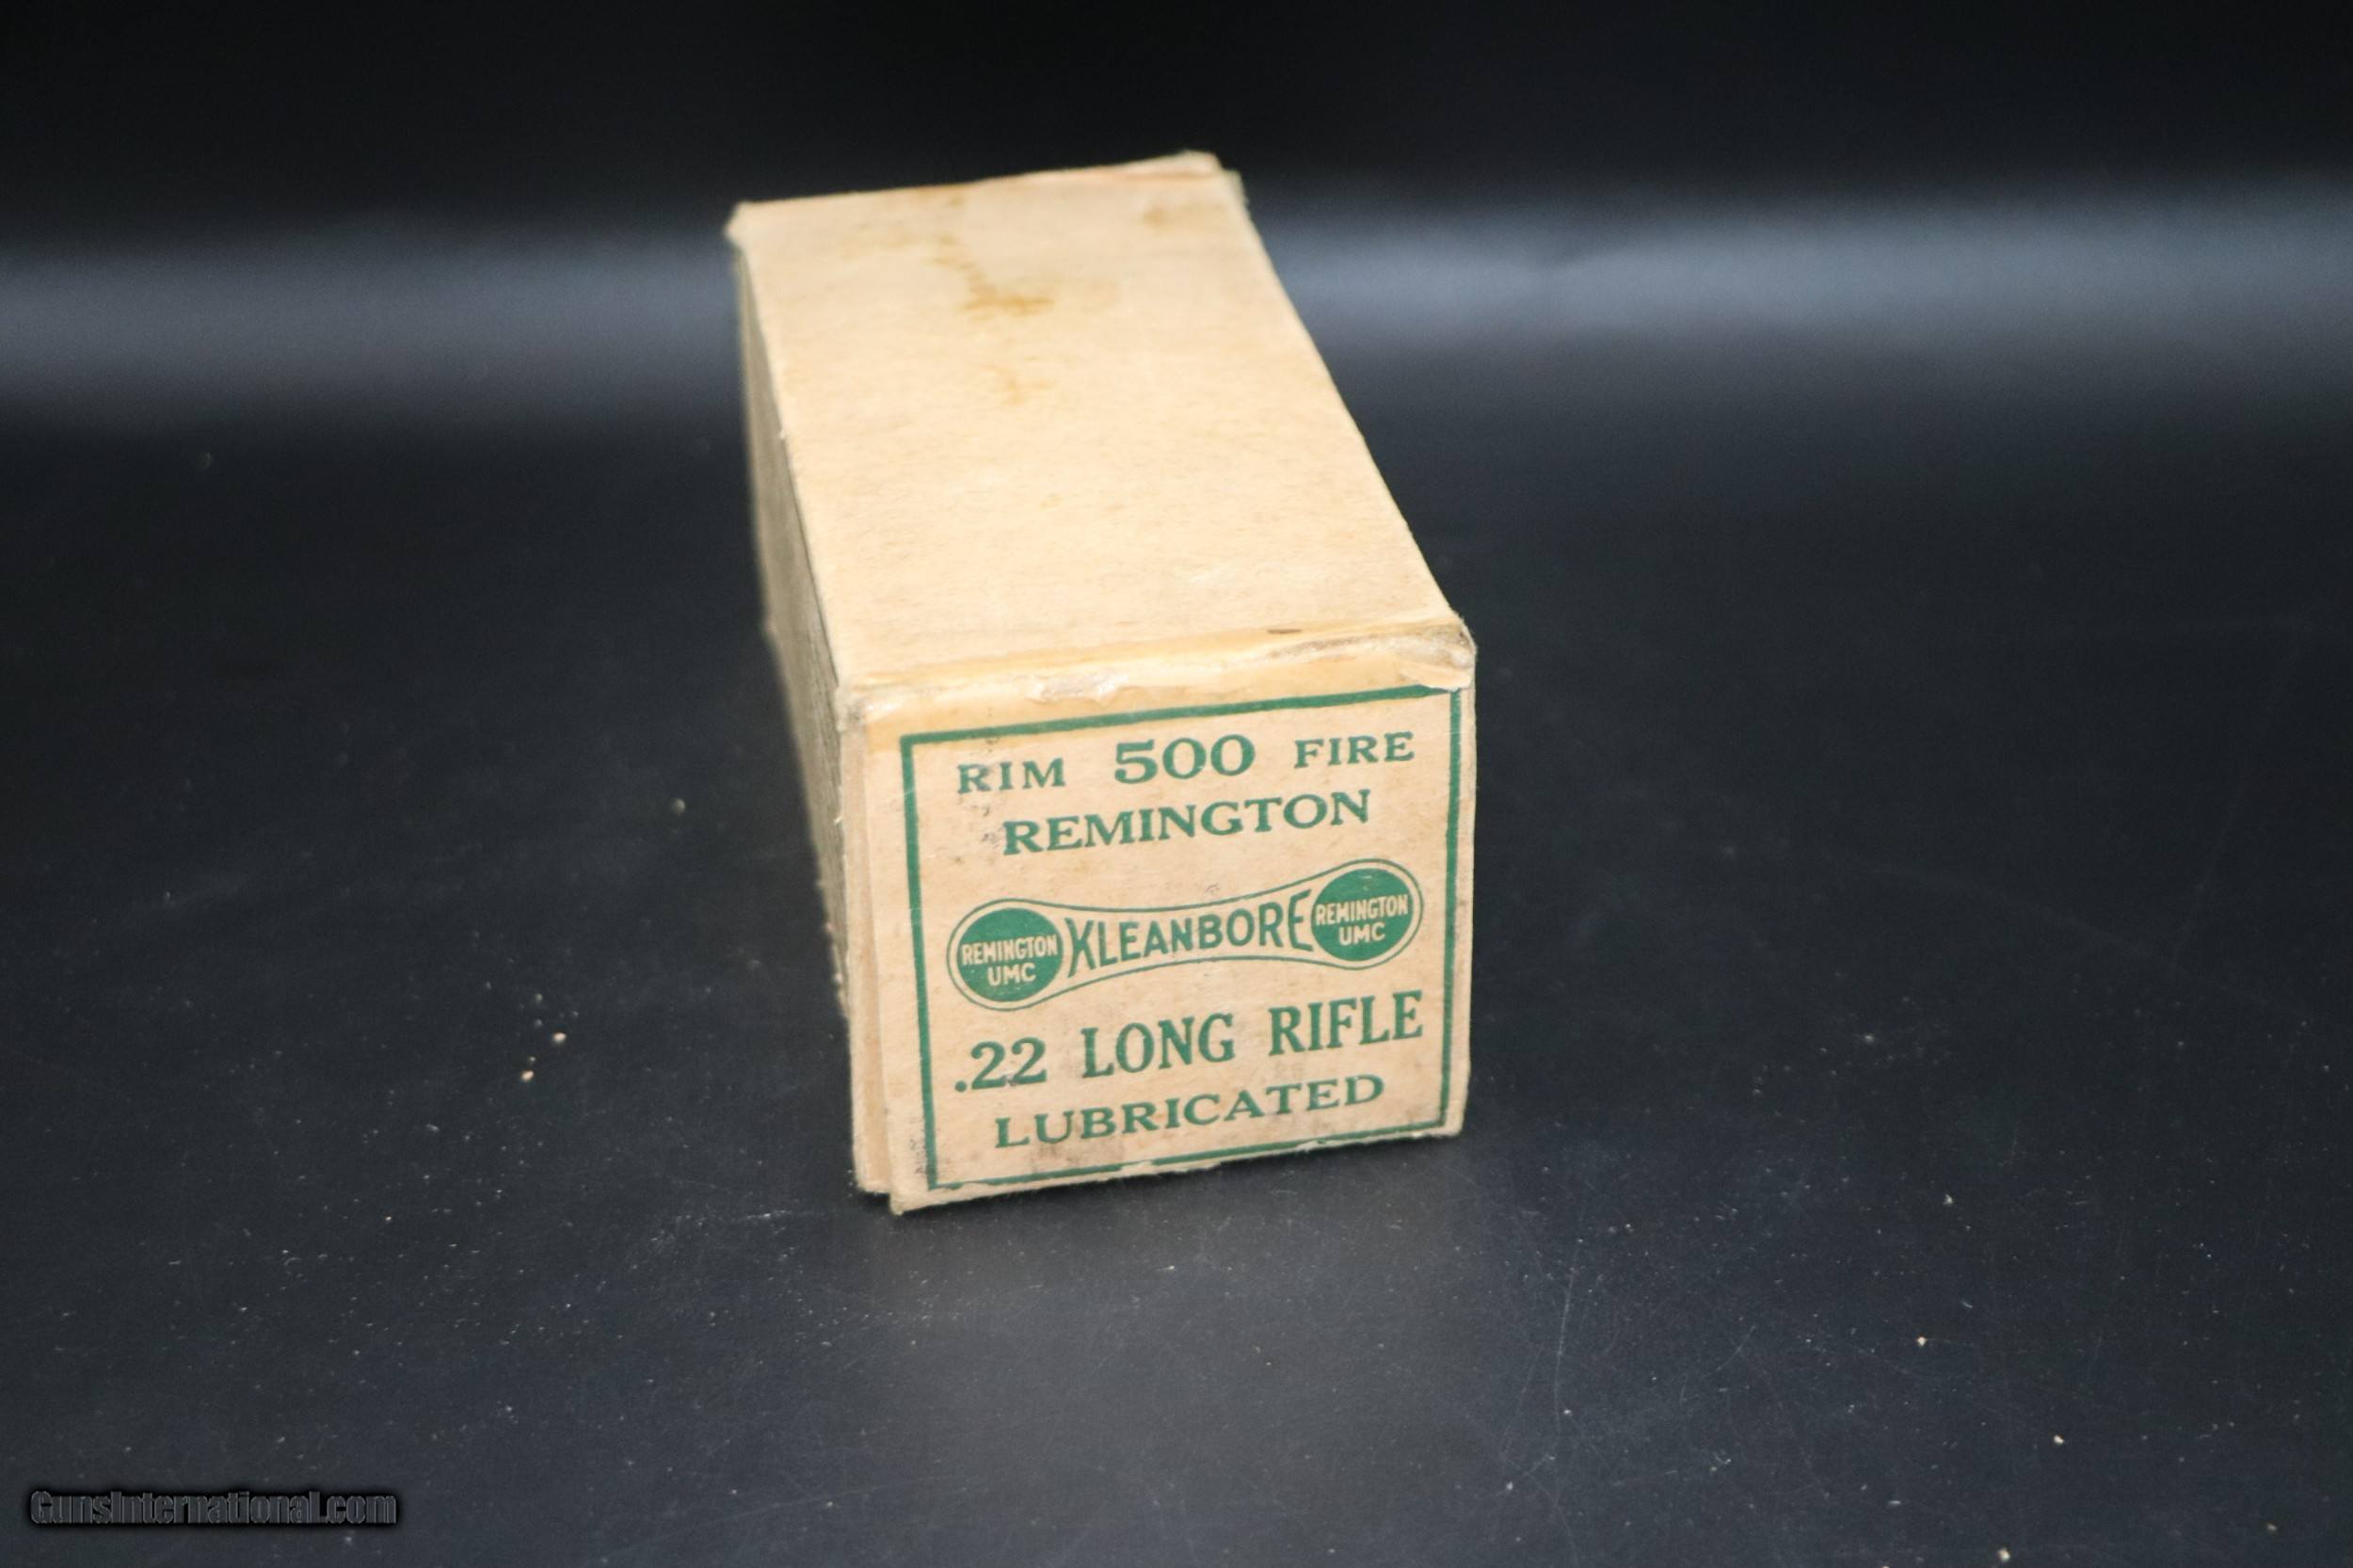 RIM 500 FIRE
REMINGTON
REMINGTON UMC KLEANBORE REMINGTON UMC
.22 LONG RIFLE
LUBRICATED
GunsInternational.com